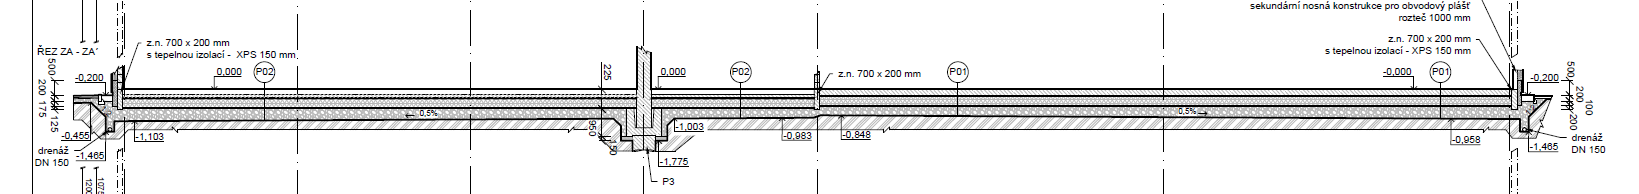 sekundární nosná konstrukce pro obvodový plášť
rozteč 1000 mm
ŘEZ ZA - ZA'
z.n. 700 x 200 mm
s tepelnou izolací - XPS 150 mm
z.n. 700 x 200 mm
s tepelnou izolací - XPS 150 mm
500
200
175
125
-0,200
0,000
P02
225
0,000
P02
z.n. 700 x 200 mm
P01
-0,000
P01
-0,200
500
200
100
200
0,5%
0,5%
-0,455
-1,103
950
50
-1,003
-0,983
-0,848
-0,958
drenáž
DN 150
-1,465
-1,775
P3
-1,465
drenáž
DN 150
1200
1075